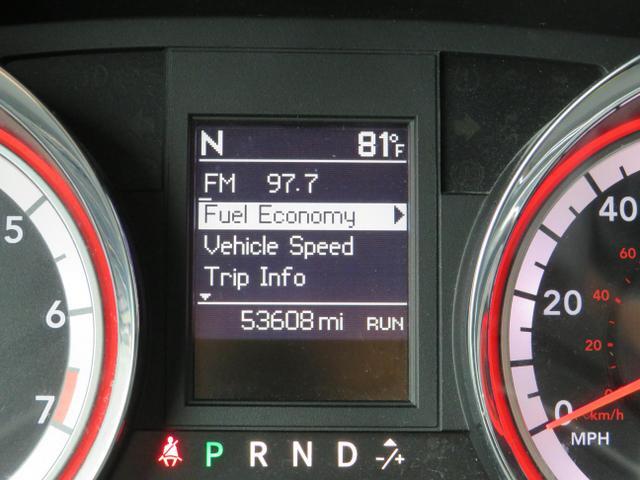 N 81°F
FM 97.7
Fuel Economy
Vehicle Speed
Trip Info
53608 mi RUN
P R N D -/+
5
6
7
40
20
0
MPH
60
40
20
0
km/h